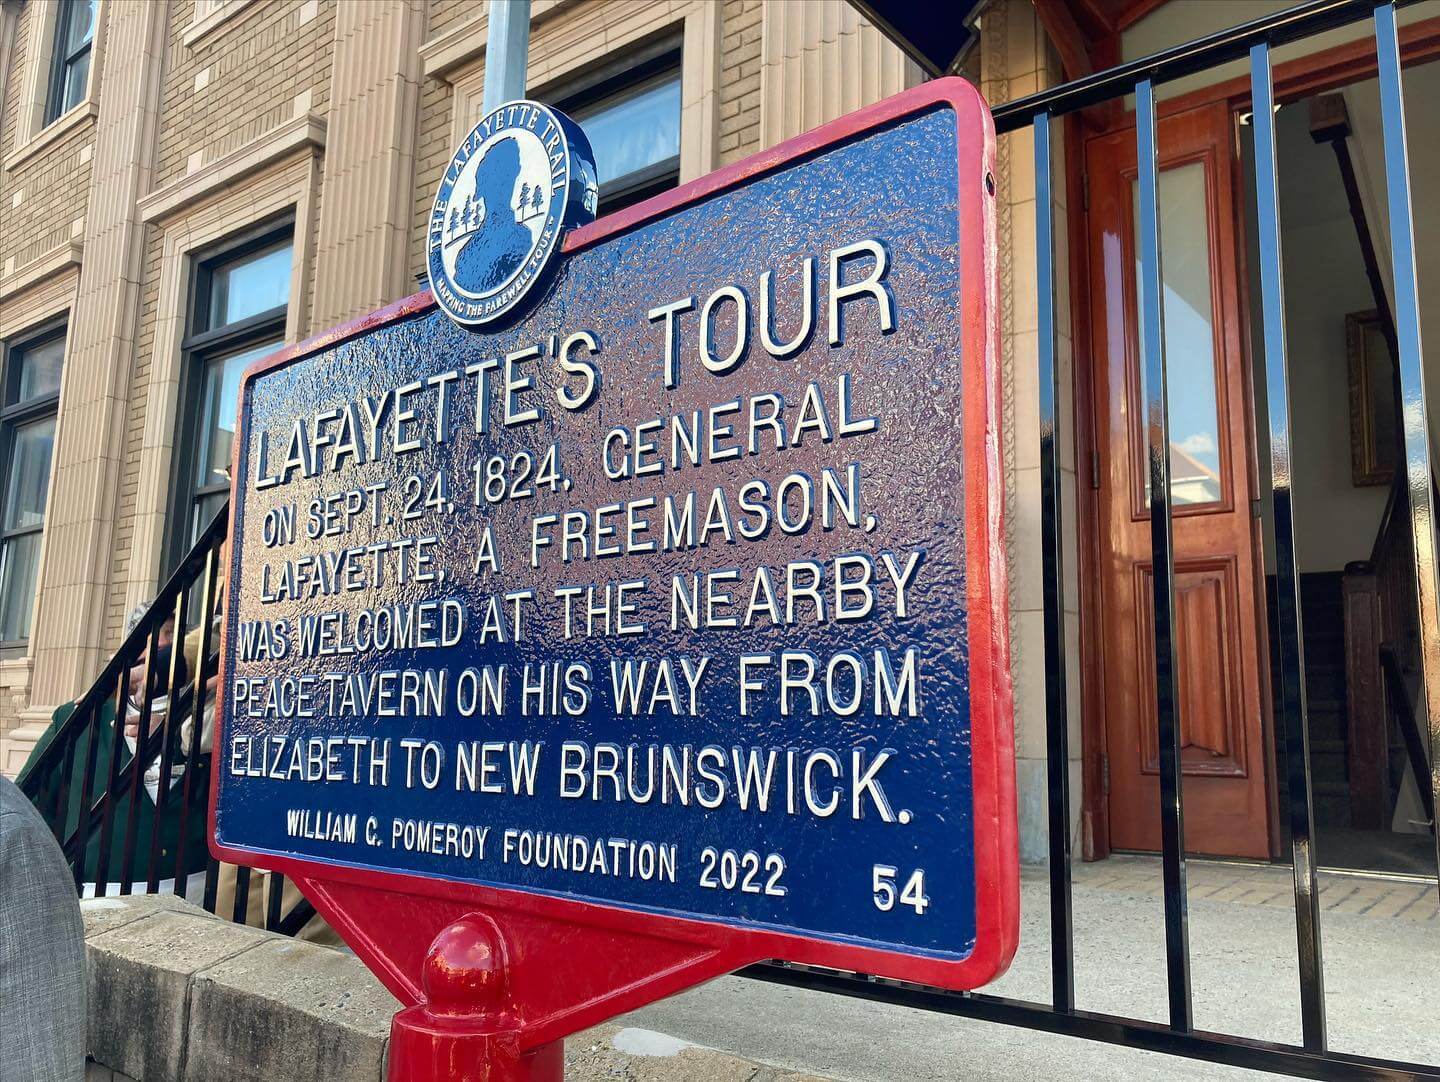 THE LAFAYETTE TRAIL
MAPPING THE FAREWELL TOUR™
LAFAYETTE'S TOUR
ON SEPT. 24, 1824, GENERAL
LAFAYETTE, A FREEMASON,
WAS WELCOMED AT THE NEARBY
PEACE TAVERN ON HIS WAY FROM
ELIZABETH TO NEW BRUNSWICK.
WILLIAM G. POMEROY FOUNDATION 2022 54